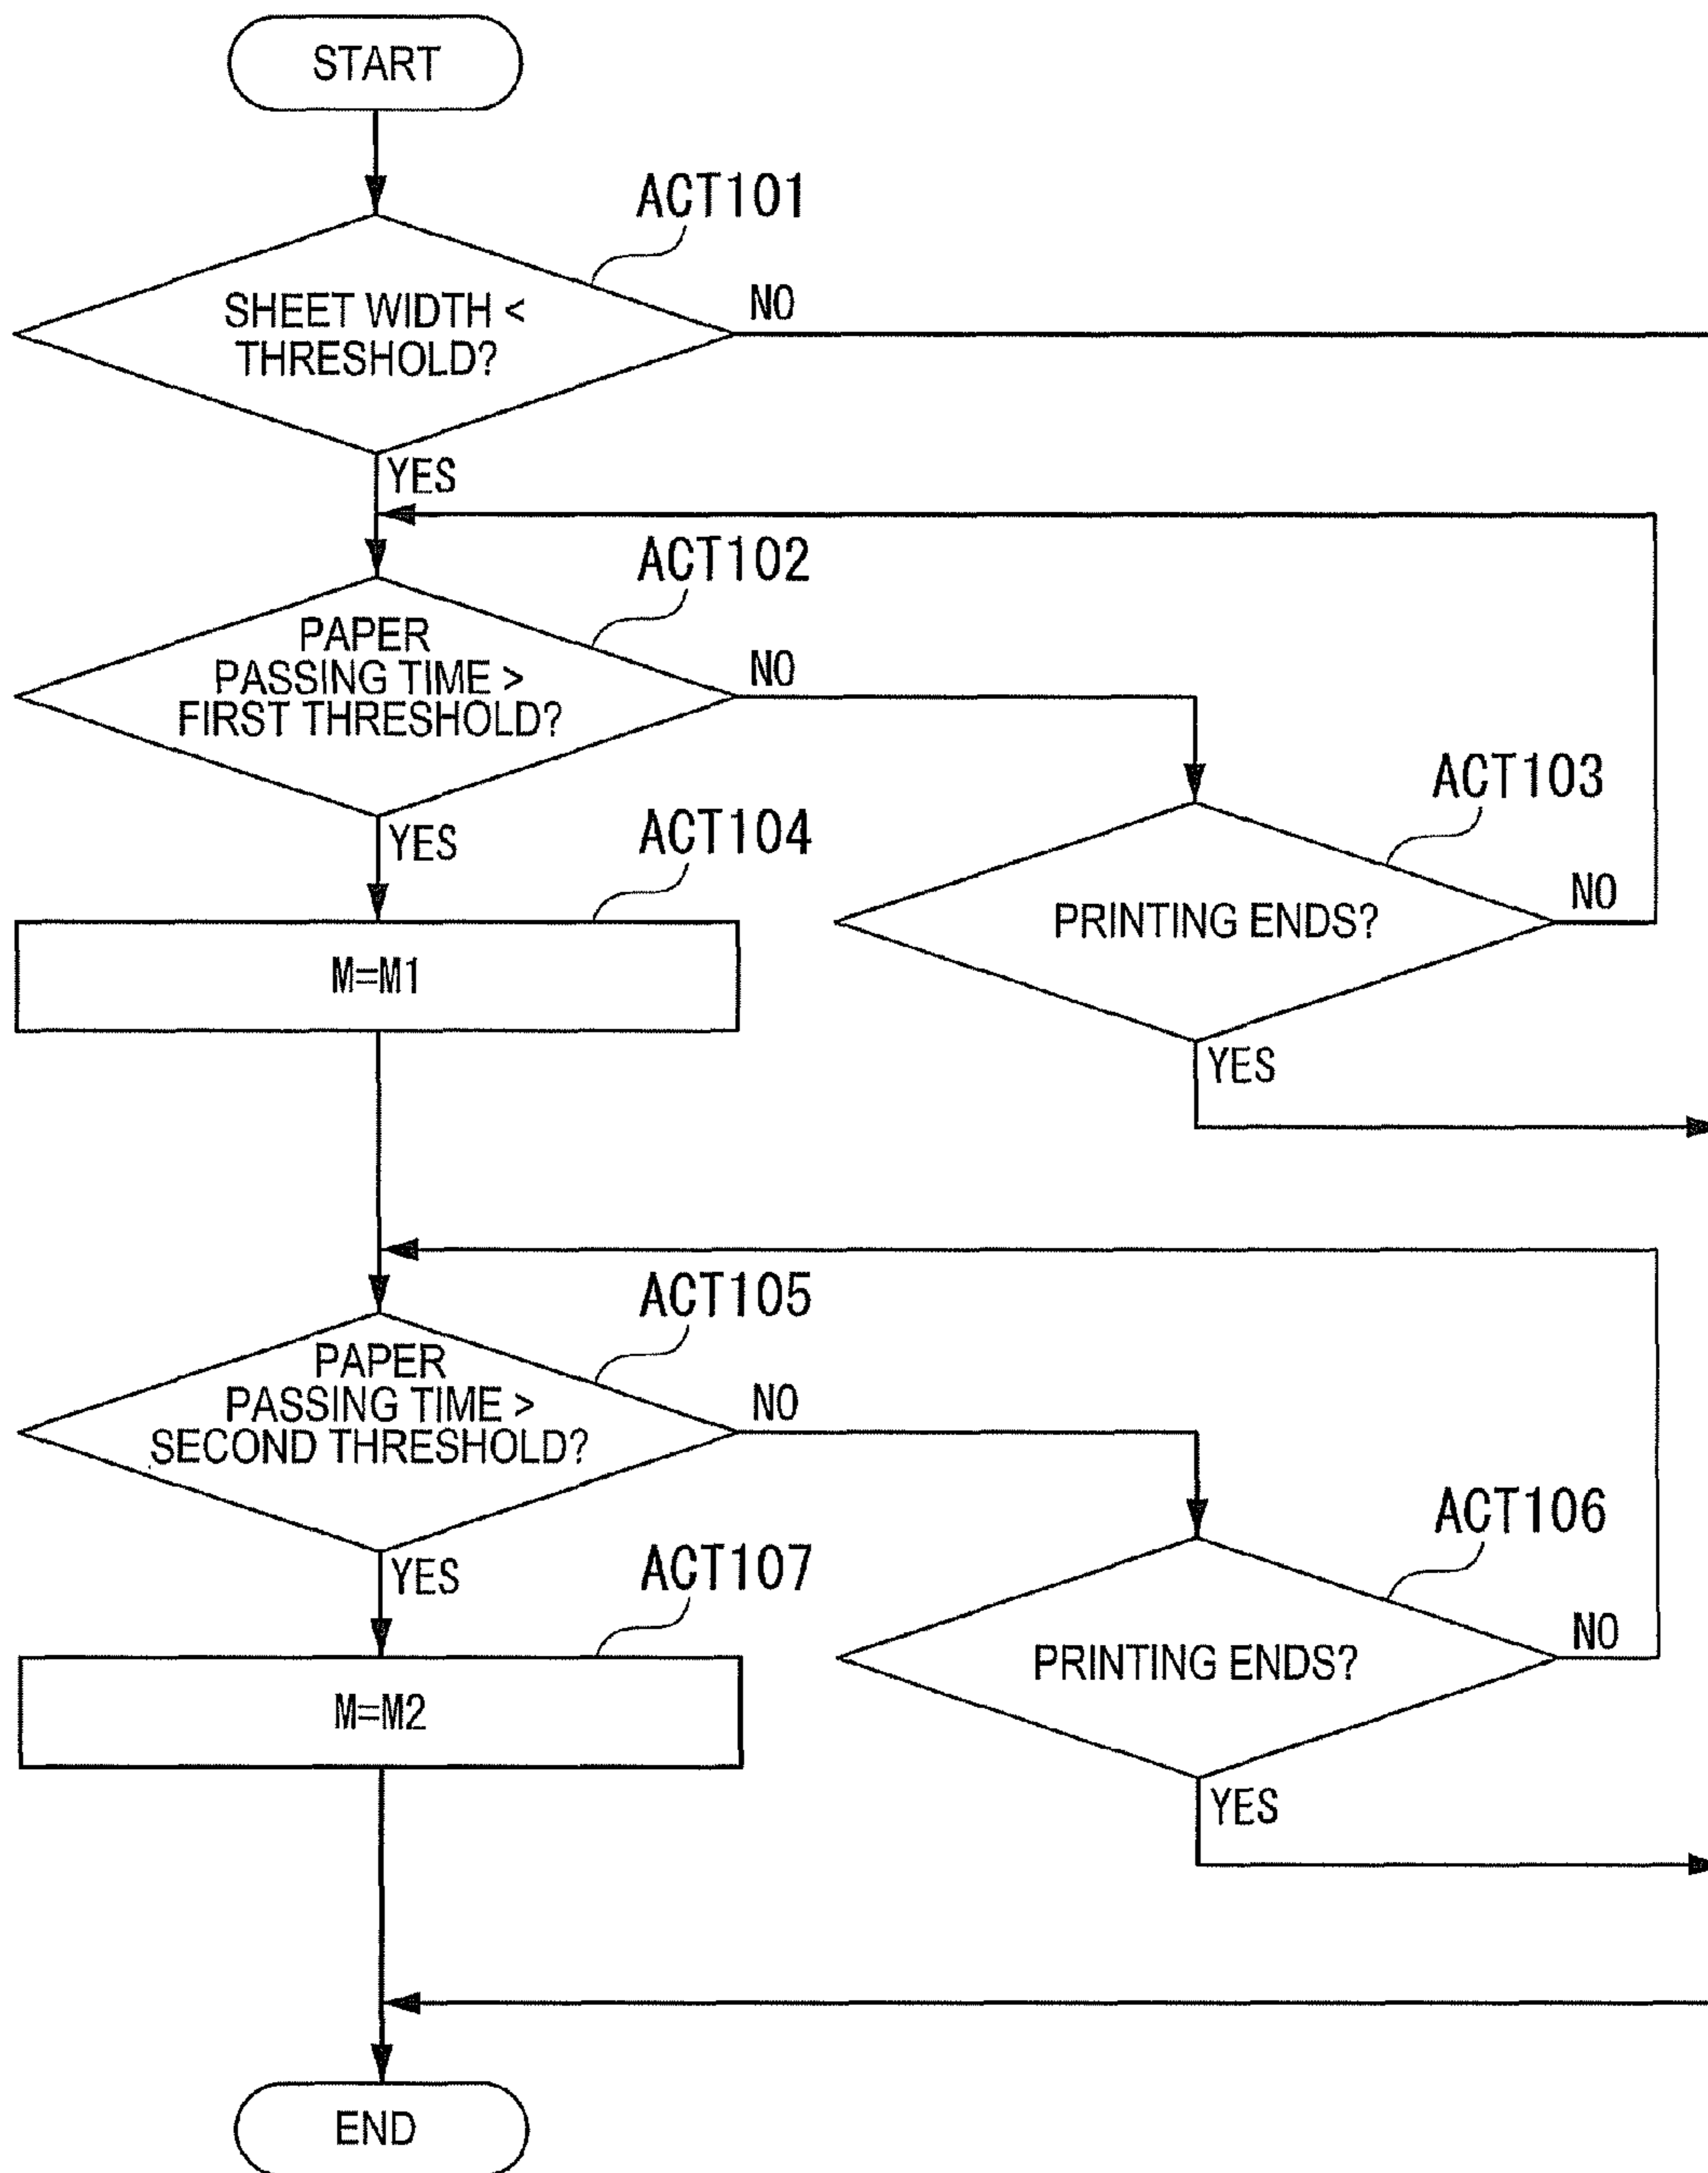 START
ACT101
SHEET WIDTH <
THRESHOLD?
NO
YES
ACT102
PAPER
PASSING TIME >
FIRST THRESHOLD?
NO
YES
ACT103
PRINTING ENDS?
NO
YES
ACT104
M=M1
ACT105
PAPER
PASSING TIME >
SECOND THRESHOLD?
NO
YES
ACT106
PRINTING ENDS?
NO
YES
ACT107
M=M2
END